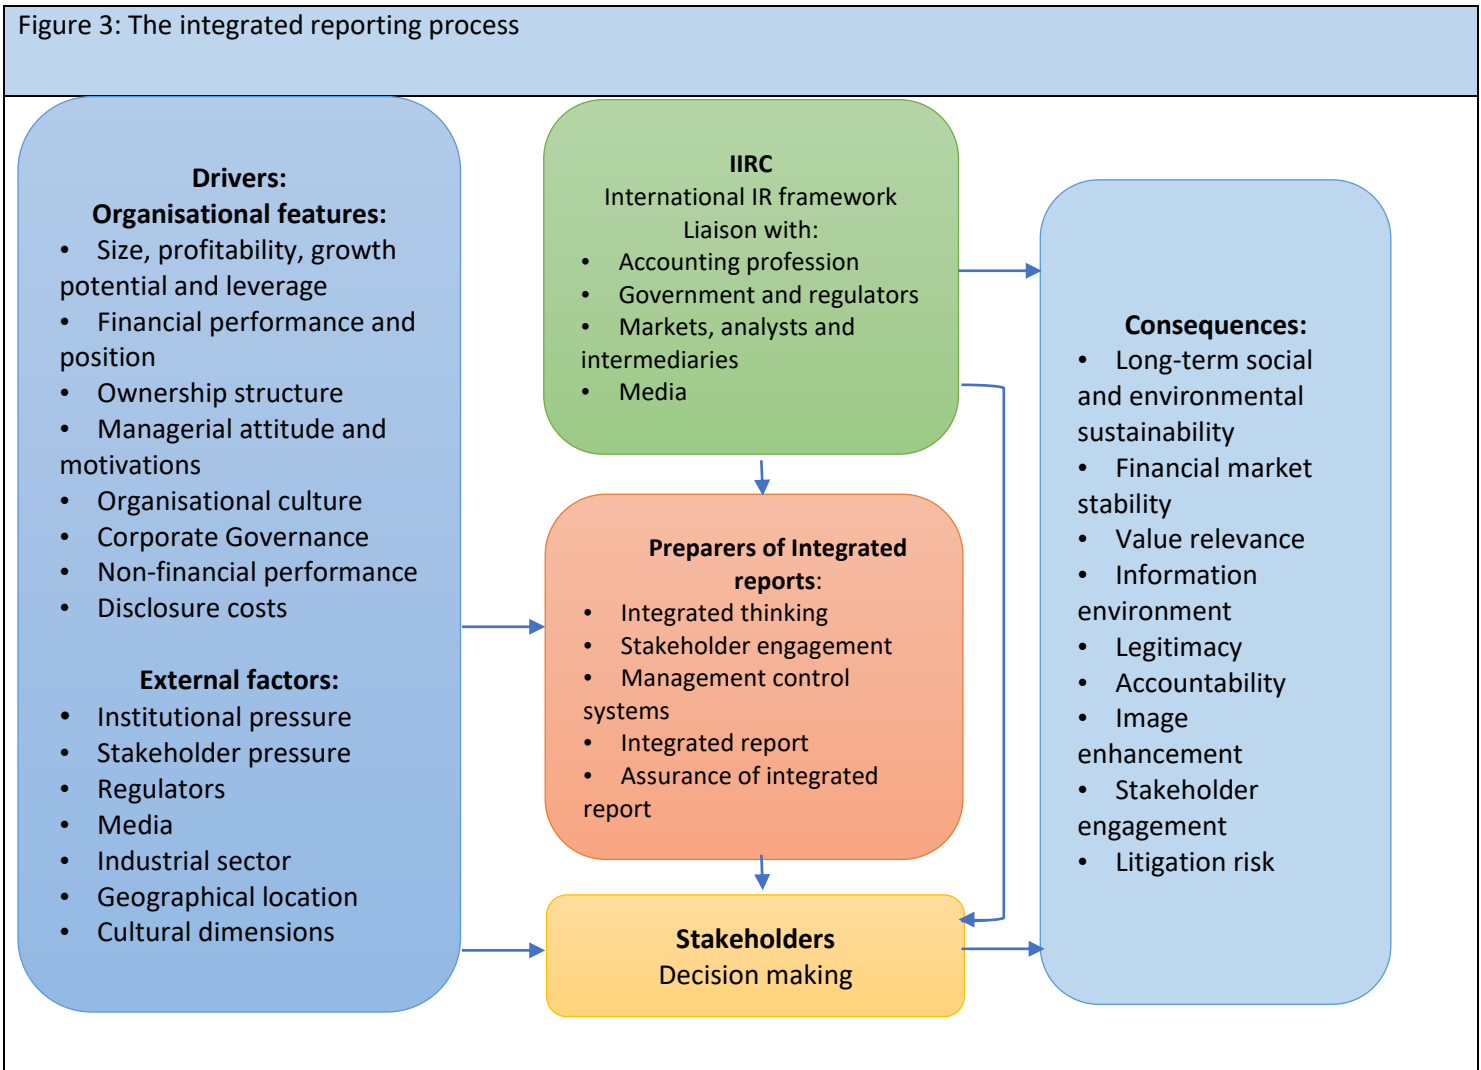 Figure 3: The integrated reporting process
Drivers:
Organisational features:
• Size, profitability, growth
potential and leverage
• Financial performance and
position
• Ownership structure
• Managerial attitude and
motivations
• Organisational culture
• Corporate Governance
• Non-financial performance
• Disclosure costs
External factors:
• Institutional pressure
• Stakeholder pressure
• Regulators
• Media
• Industrial sector
• Geographical location
• Cultural dimensions
IIRC
International IR framework
Liaison with:
• Accounting profession
• Government and regulators
• Markets, analysts and
intermediaries
• Media
Preparers of Integrated
reports:
• Integrated thinking
• Stakeholder engagement
• Management control
systems
• Integrated report
• Assurance of integrated
report
Stakeholders
Decision making
Consequences:
• Long-term social
and environmental
sustainability
• Financial market
stability
• Value relevance
• Information
environment
• Legitimacy
• Accountability
• Image
enhancement
• Stakeholder
engagement
• Litigation risk